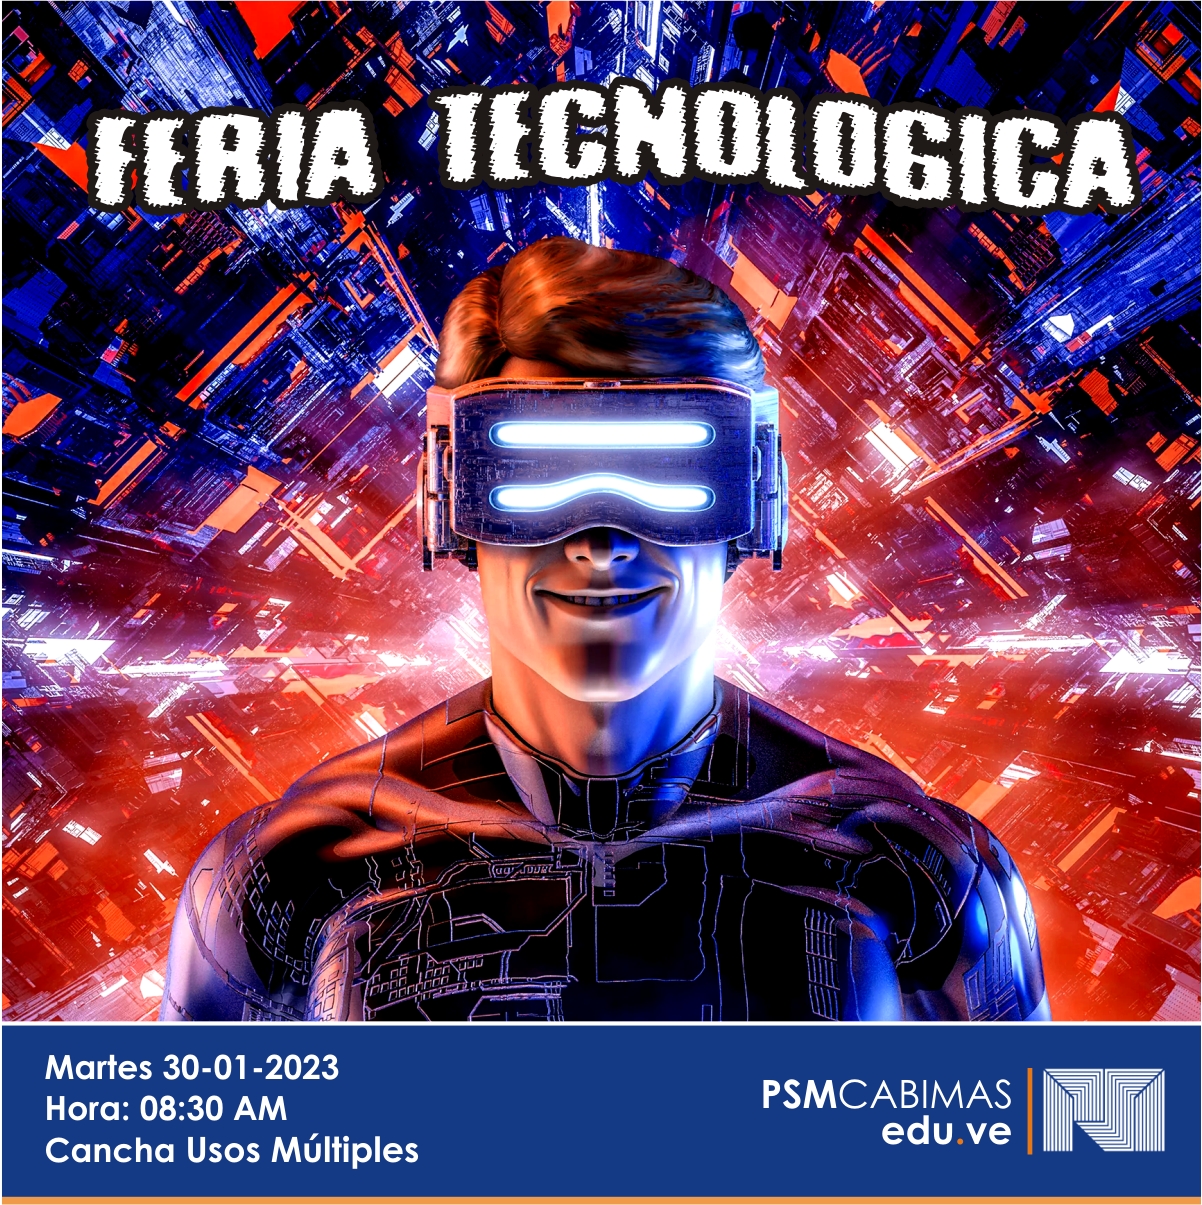 FERIA TECNOLOGICA
Martes 30-01-2023
Hora: 08:30 AM
Cancha Usos Múltiples
PSMCABIMAS
edu.ve